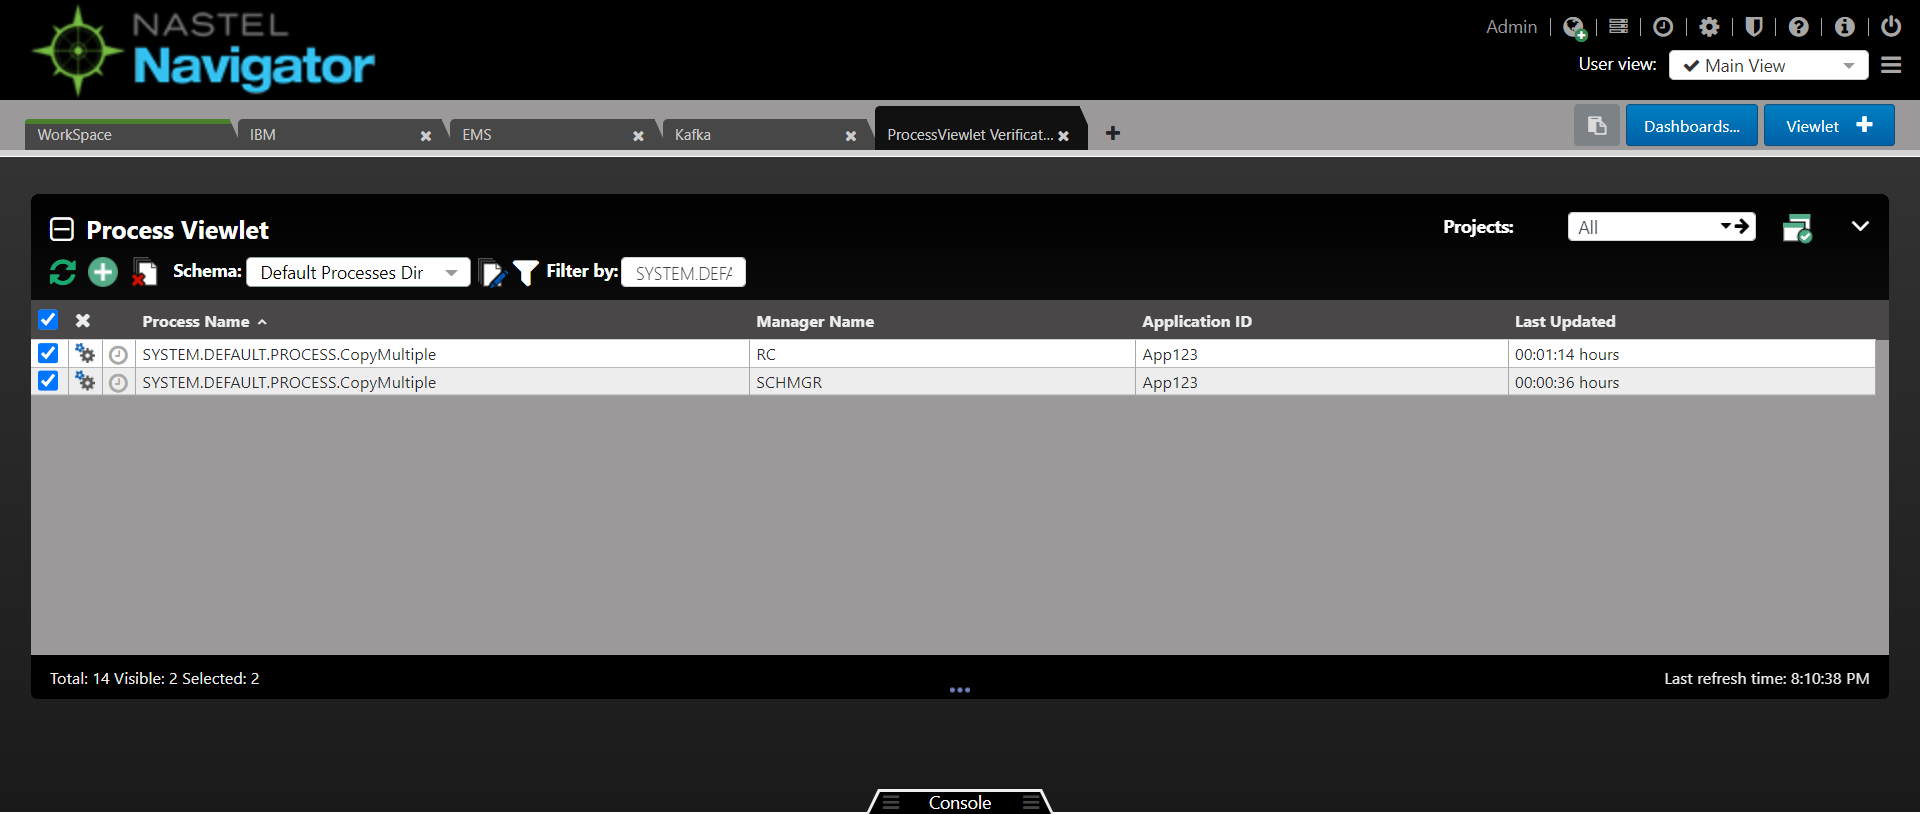 NASTEL
Navigator
Admin
User view: Main View
WorkSpace IBM EMS Kafka ProcessViewlet Verificat...
Dashboards... Viewlet
Process Viewlet
Projects: All
Schema: Default Processes Dir Filter by: SYSTEM.DEFA
Process Name Manager Name Application ID Last Updated
SYSTEM.DEFAULT.PROCESS.CopyMultiple RC App123 00:01:14 hours
SYSTEM.DEFAULT.PROCESS.CopyMultiple SCHMGR App123 00:00:36 hours
Total: 14 Visible: 2 Selected: 2
Last refresh time: 8:10:38 PM
Console